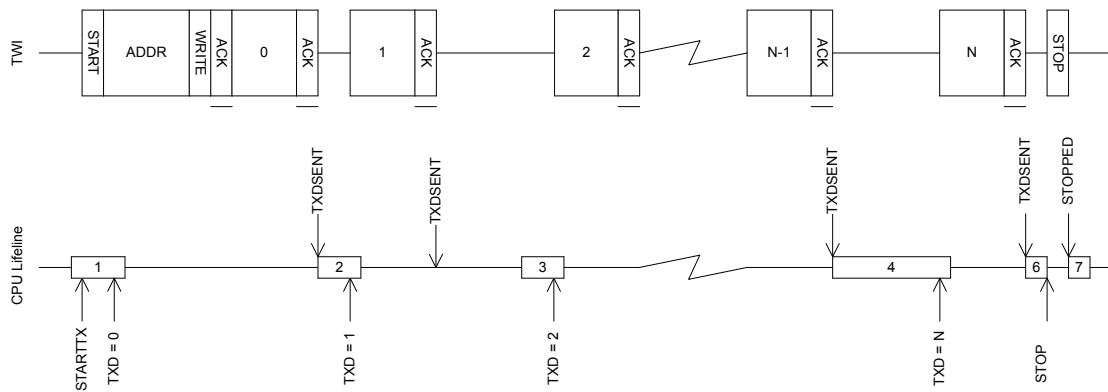 TWI
START
ADDR
WRITE
ACK
0
ACK
1
ACK
2
ACK
N-1
ACK
N
ACK
STOP
CPU Lifeline
TXDSENT
TXDSENT
TXDSENT
TXDSENT
STOPPED
1
2
3
4
6
7
STARTTX
TXD = 0
TXD = 1
TXD = 2
TXD = N
STOP